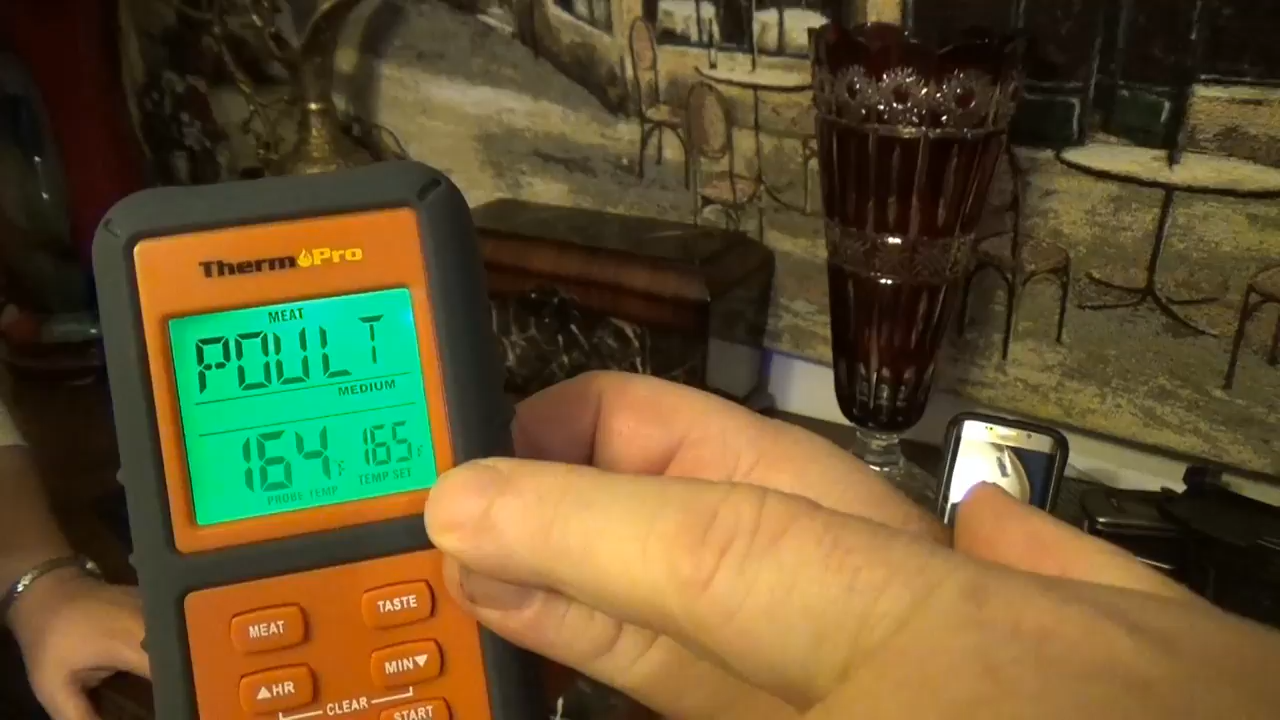 ThermoPro
MEAT
POULT
MEDIUM
164°F 165°F
PROBE TEMP TEMP SET
MEAT TASTE
▲HR MIN▼
CLEAR
START